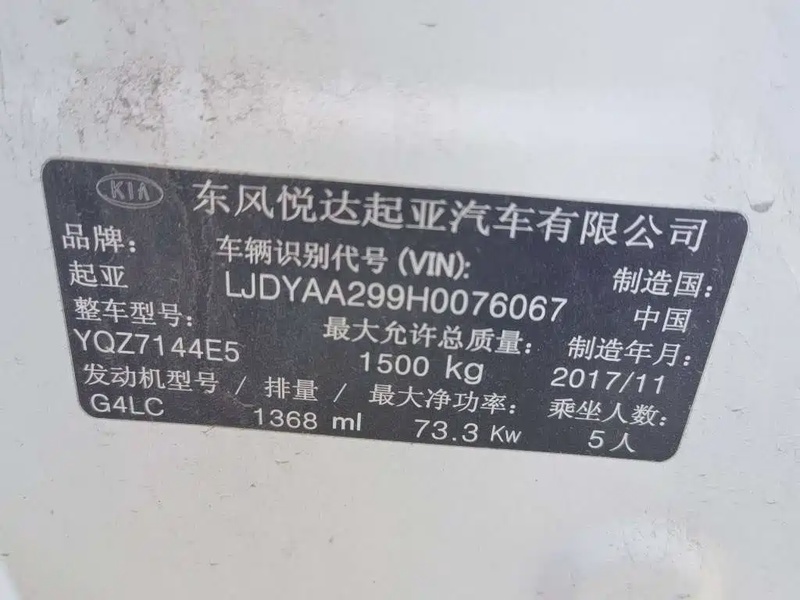 KIA 东风悦达起亚汽车有限公司
品牌: 车辆识别代号(VIN): 制造国:
起亚 LJDYAA299H0076067 中国
整车型号: 最大允许总质量: 制造年月:
YQZ7144E5 1500 kg 2017/11
发动机型号 / 排量 / 最大净功率: 乘坐人数:
G4LC 1368 ml 73.3 Kw 5人